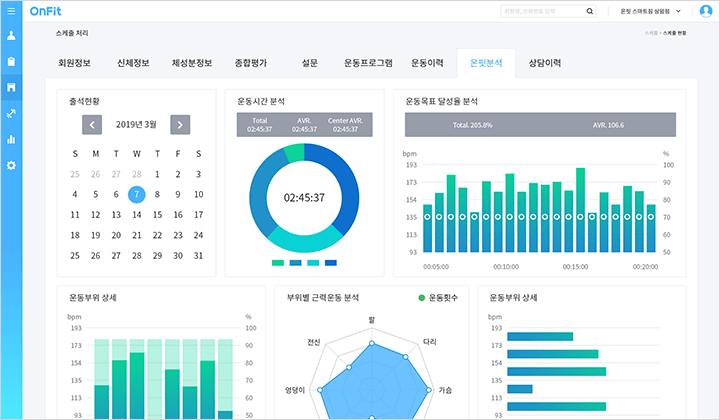 OnFit
회원명, 전화번호 입력
온핏 스마트짐 삼덤험
스케줄 처리
스케줄 > 스케줄 현황
회원정보 신체정보 체성분정보 종합평가 설문 운동프로그램 운동이력 온핏분석 상담이력
출석현황
2019년 3월
S M T W T F S
25 26 27 28 1 2 3
4 5 6 7 8 9 10
11 12 13 14 15 16 17
18 19 20 21 22 23 24
25 26 27 28 29 30 31
운동시간 분석
Total AVR. Center AVR.
02:45:37 02:45:37 02:45:37
02:45:37
운동목표 달성율 분석
Total. 205.8% AVR. 106.6
bpm %
193 100
173 90
154 80
135 70
113 60
93 50
00:05:00 00:10:00 00:15:00 00:20:00
운동부위 상세
bpm %
193 100
173 90
154 80
135 70
113 60
93 50
부위별 근력운동 분석
운동횟수
팔
전신 다리
엉덩이 가슴
운동부위 상세
bpm
193
173
154
135
113
93